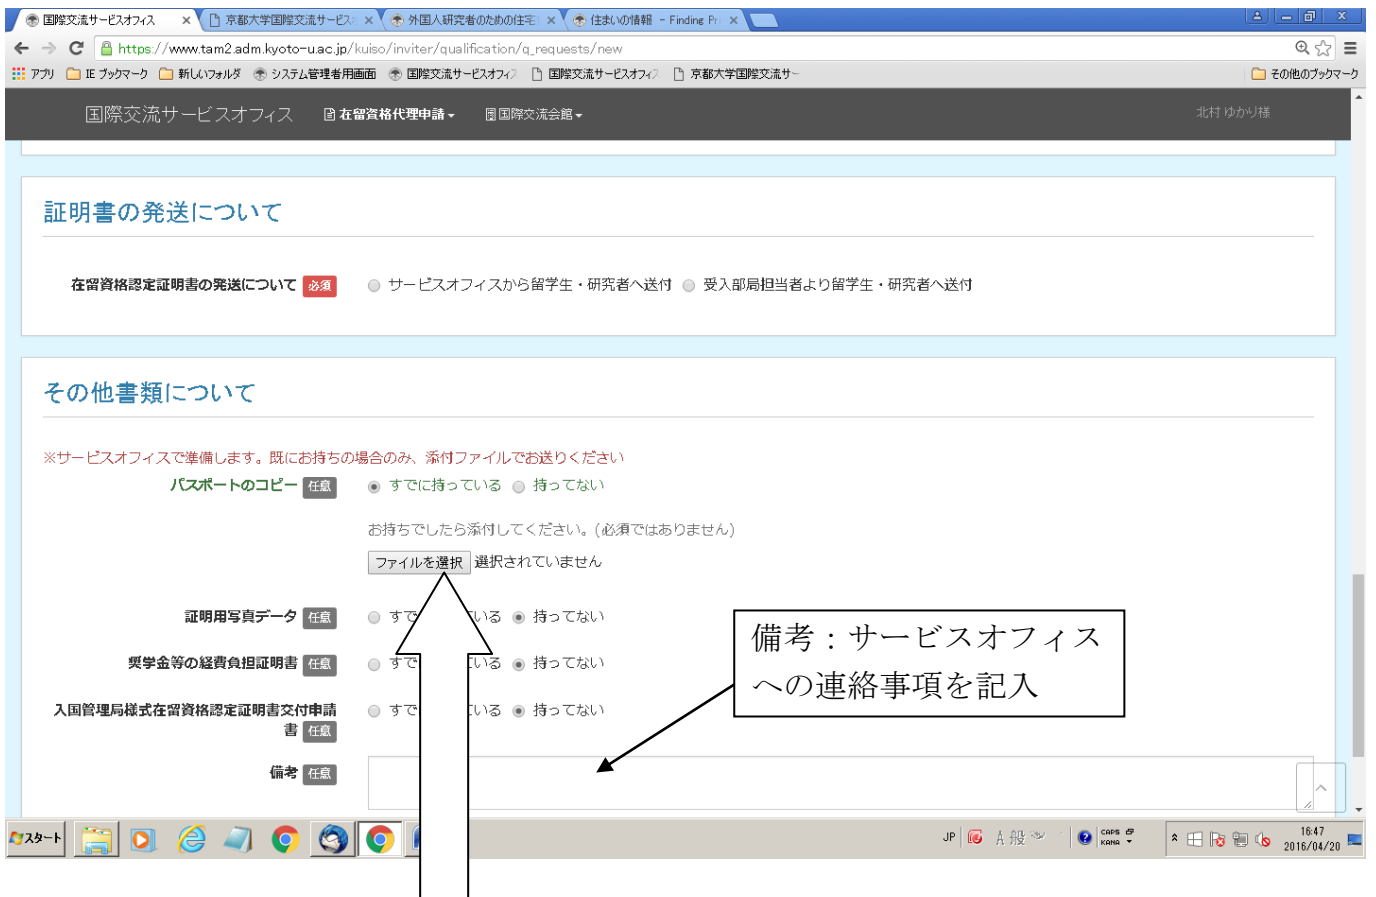 国際交流サービスオフィス
京都大学国際交流サービス
外国人研究者のための住宅
住まいの情報 - Finding Pr
https://www.tam2.adm.kyoto-u.ac.jp/kuiso/inviter/qualification/q_requests/new
アプリ IE ブックマーク 新しいフォルダ システム管理者用画面 国際交流サービスオフィス 国際交流サービスオフィス 京都大学国際交流サー その他のブックマーク
国際交流サービスオフィス 在留資格代理申請 国際交流会館 北村 ゆかり様
証明書の発送について
在留資格認定証明書の発送について 必須 サービスオフィスから留学生・研究者へ送付 受入部局担当者より留学生・研究者へ送付
その他書類について
※サービスオフィスで準備します。既にお持ちの場合のみ、添付ファイルでお送りください
パスポートのコピー 任意 すでに持っている 持ってない
お持ちでしたら添付してください。(必須ではありません)
ファイルを選択 選択されていません
証明用写真データ 任意 すで いる 持ってない
奨学金等の経費負担証明書 任意 すで いる 持ってない
入国管理局様式在留資格認定証明書交付申請
書 任意 すで いる 持ってない
備考：サービスオフィス
への連絡事項を記入
備考 任意
スタート JP A 般 CAPS KANA 16:47
2016/04/20